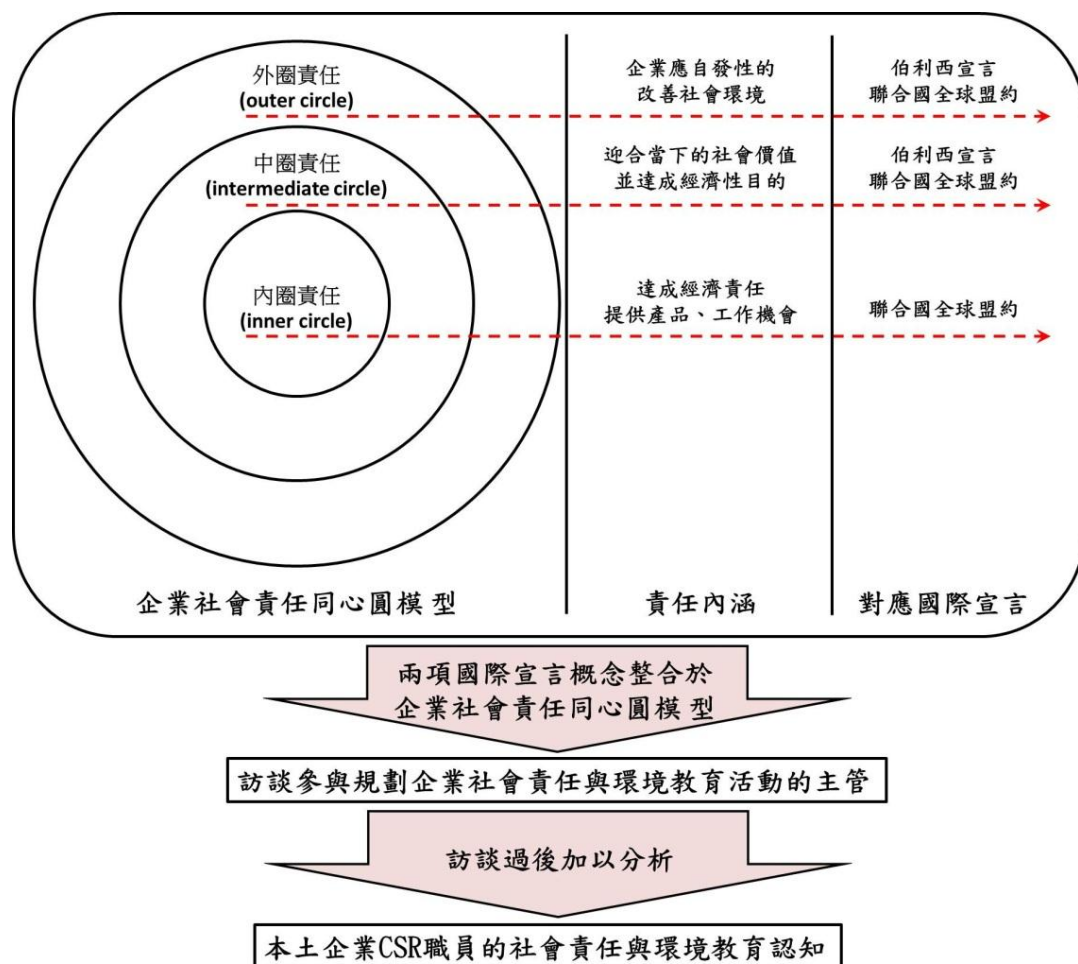 外圈責任
(outer circle)
企業應自發性的
改善社會環境
伯利西宣言
聯合國全球盟約
中圈責任
(intermediate circle)
迎合當下的社會價值
並達成經濟性目的
伯利西宣言
聯合國全球盟約
內圈責任
(inner circle)
達成經濟責任
提供產品、工作機會
聯合國全球盟約
企業社會責任同心圓模型
責任內涵
對應國際宣言
兩項國際宣言概念整合於
企業社會責任同心圓模型
訪談參與規劃企業社會責任與環境教育活動的主管
訪談過後加以分析
本土企業CSR職員的社會責任與環境教育認知